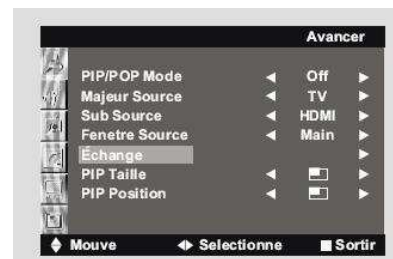 Avancer
PIP/POP Mode Off
Majeur Source TV
Sub Source HDMI
Fenetre Source Main
Échange
PIP Taille
PIP Position
Mouve Selectionne Sortir